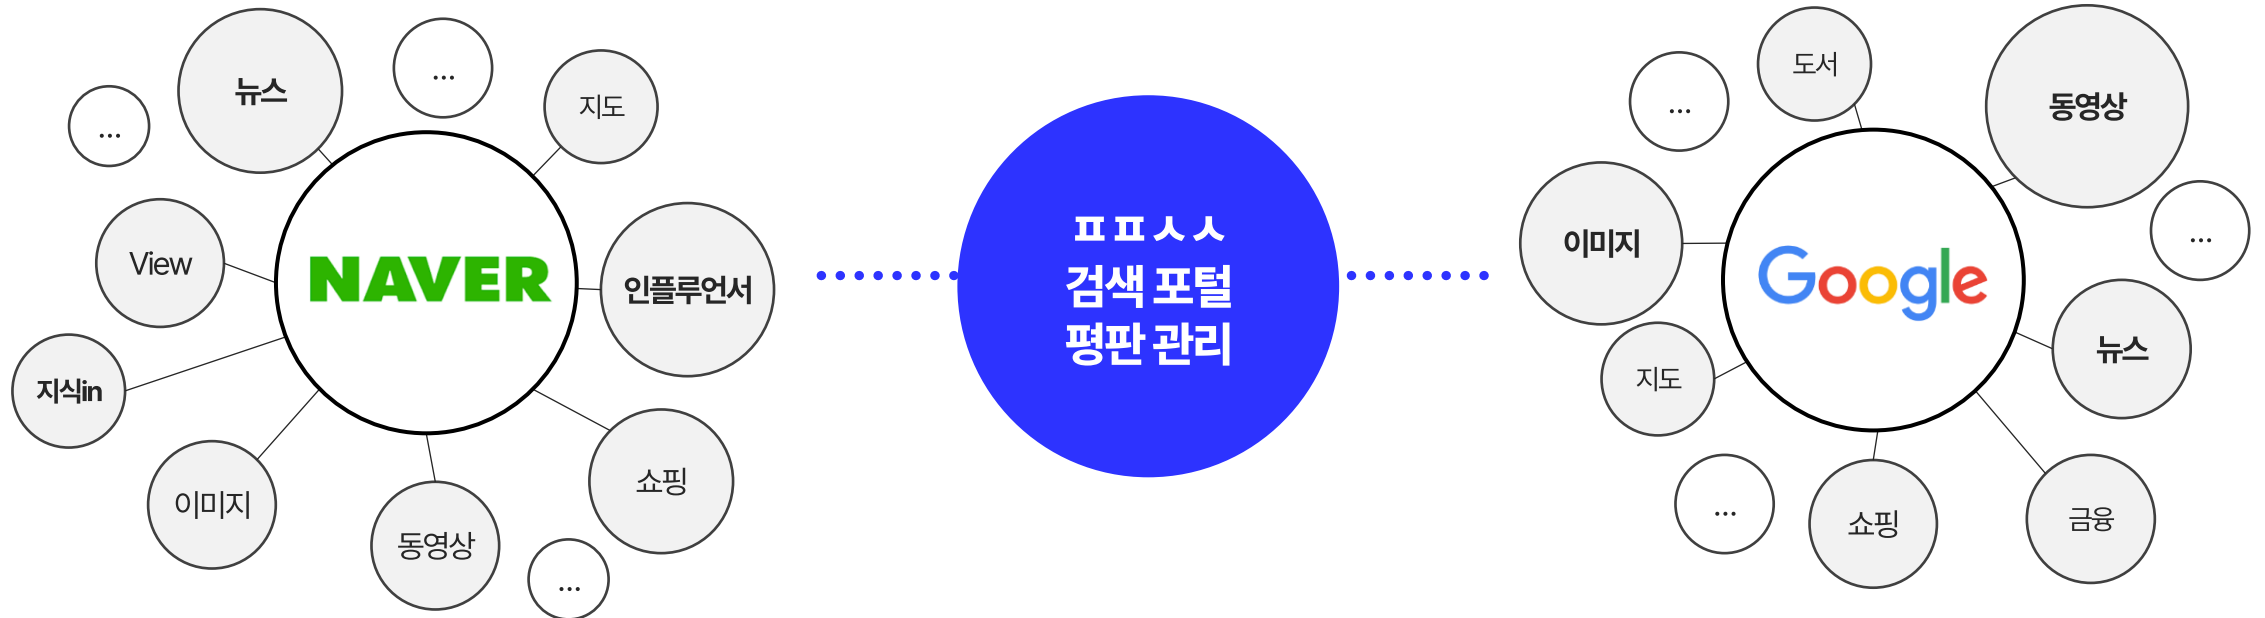 뉴스
...
지도
...
View
NAVER
인플루언서
지식in
이미지
동영상
쇼핑
...
ㅍㅍㅅㅅ
검색 포털
평판 관리
도서
동영상
...
이미지
Google
...
지도
뉴스
...
쇼핑
금융